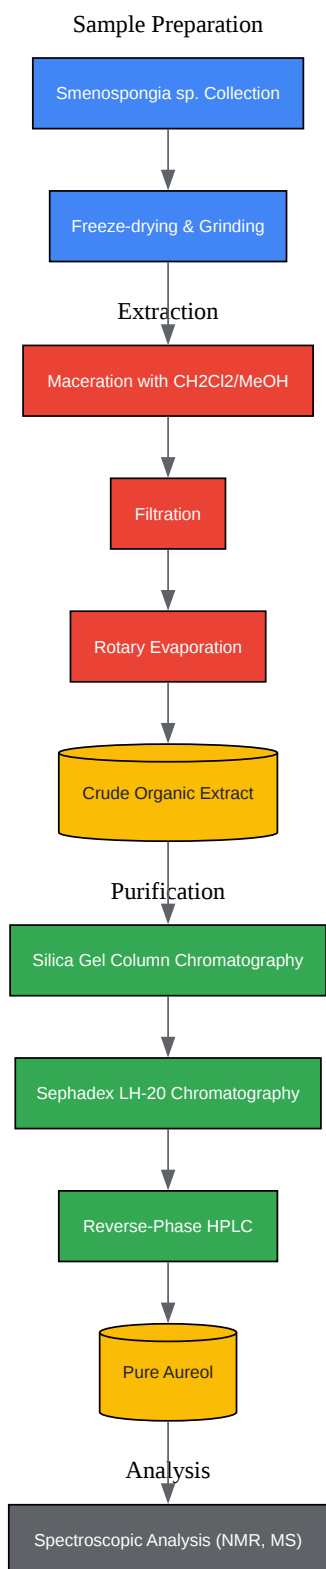 Sample Preparation
Smenospongia sp. Collection
Freeze-drying & Grinding
Extraction
Maceration with CH2Cl2/MeOH
Filtration
Rotary Evaporation
Crude Organic Extract
Purification
Silica Gel Column Chromatography
Sephadex LH-20 Chromatography
Reverse-Phase HPLC
Pure Aureol
Analysis
Spectroscopic Analysis (NMR, MS)